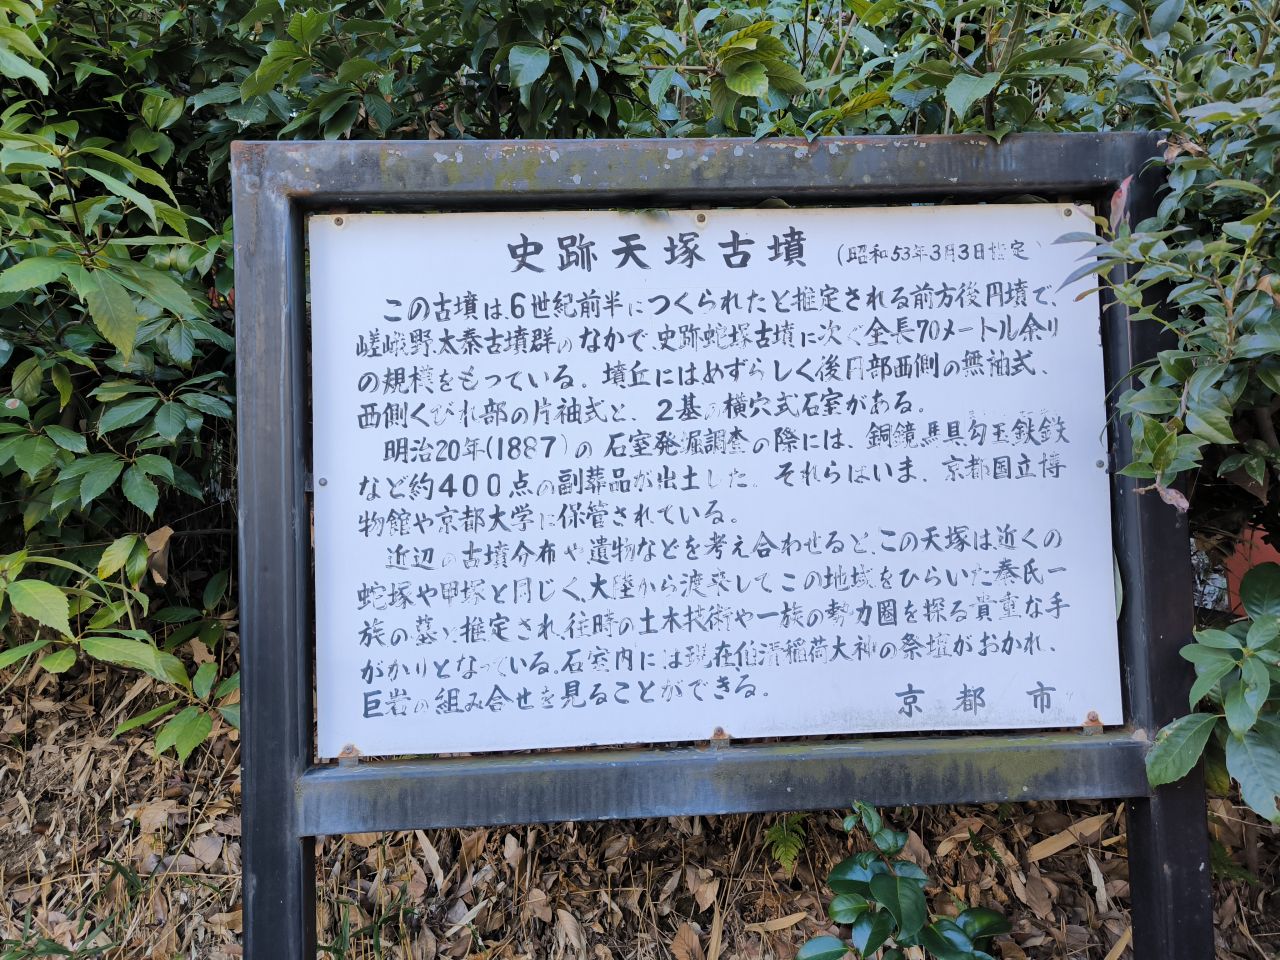 史跡天塚古墳 (昭和53年3月3日指定)
この古墳は、6世紀前半につくられたと推定される前方後円墳で、
嵯峨野、太秦古墳群のなかで、史跡蛇塚古墳に次ぐ全長70メートル余り
の規模をもっている。墳丘にはめずらしく後円部西側の無袖式、
西側くびれ部の片袖式と、2基の横穴式石室がある。
明治20年(1887)の石室発掘調査の際には、銅鏡馬具勾玉鉄鉄
など約400点の副葬品が出土した。それらはいま、京都国立博
物館や京都大学に保管されている。
近辺の古墳分布や遺物などを考え合わせると、この天塚は近くの
蛇塚や甲塚と同じく、大陸から渡来してこの地域をひらいた秦氏一
族の墓と推定され、往時の土木技術や一族の勢力圏を探る貴重な手
がかりとなっている。石室内には現在伯清稲荷大神の祭壇がおかれ、
巨岩の組み合せを見ることができる。
京都市